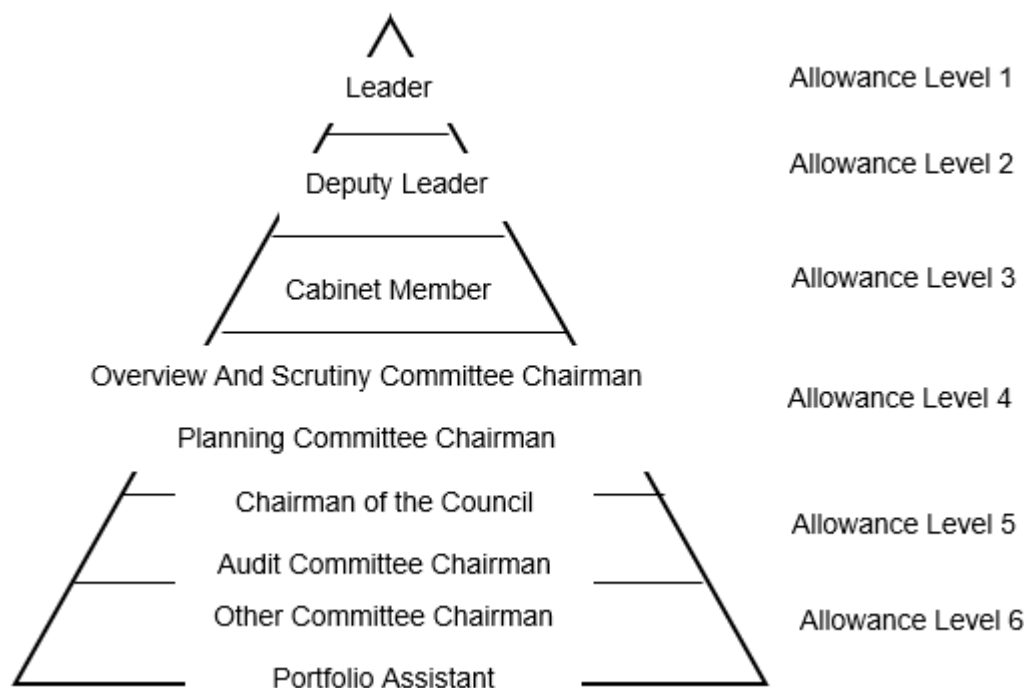 Leader
Allowance Level 1
Deputy Leader
Allowance Level 2
Cabinet Member
Allowance Level 3
Overview And Scrutiny Committee Chairman
Planning Committee Chairman
Allowance Level 4
Chairman of the Council
Audit Committee Chairman
Allowance Level 5
Other Committee Chairman
Portfolio Assistant
Allowance Level 6